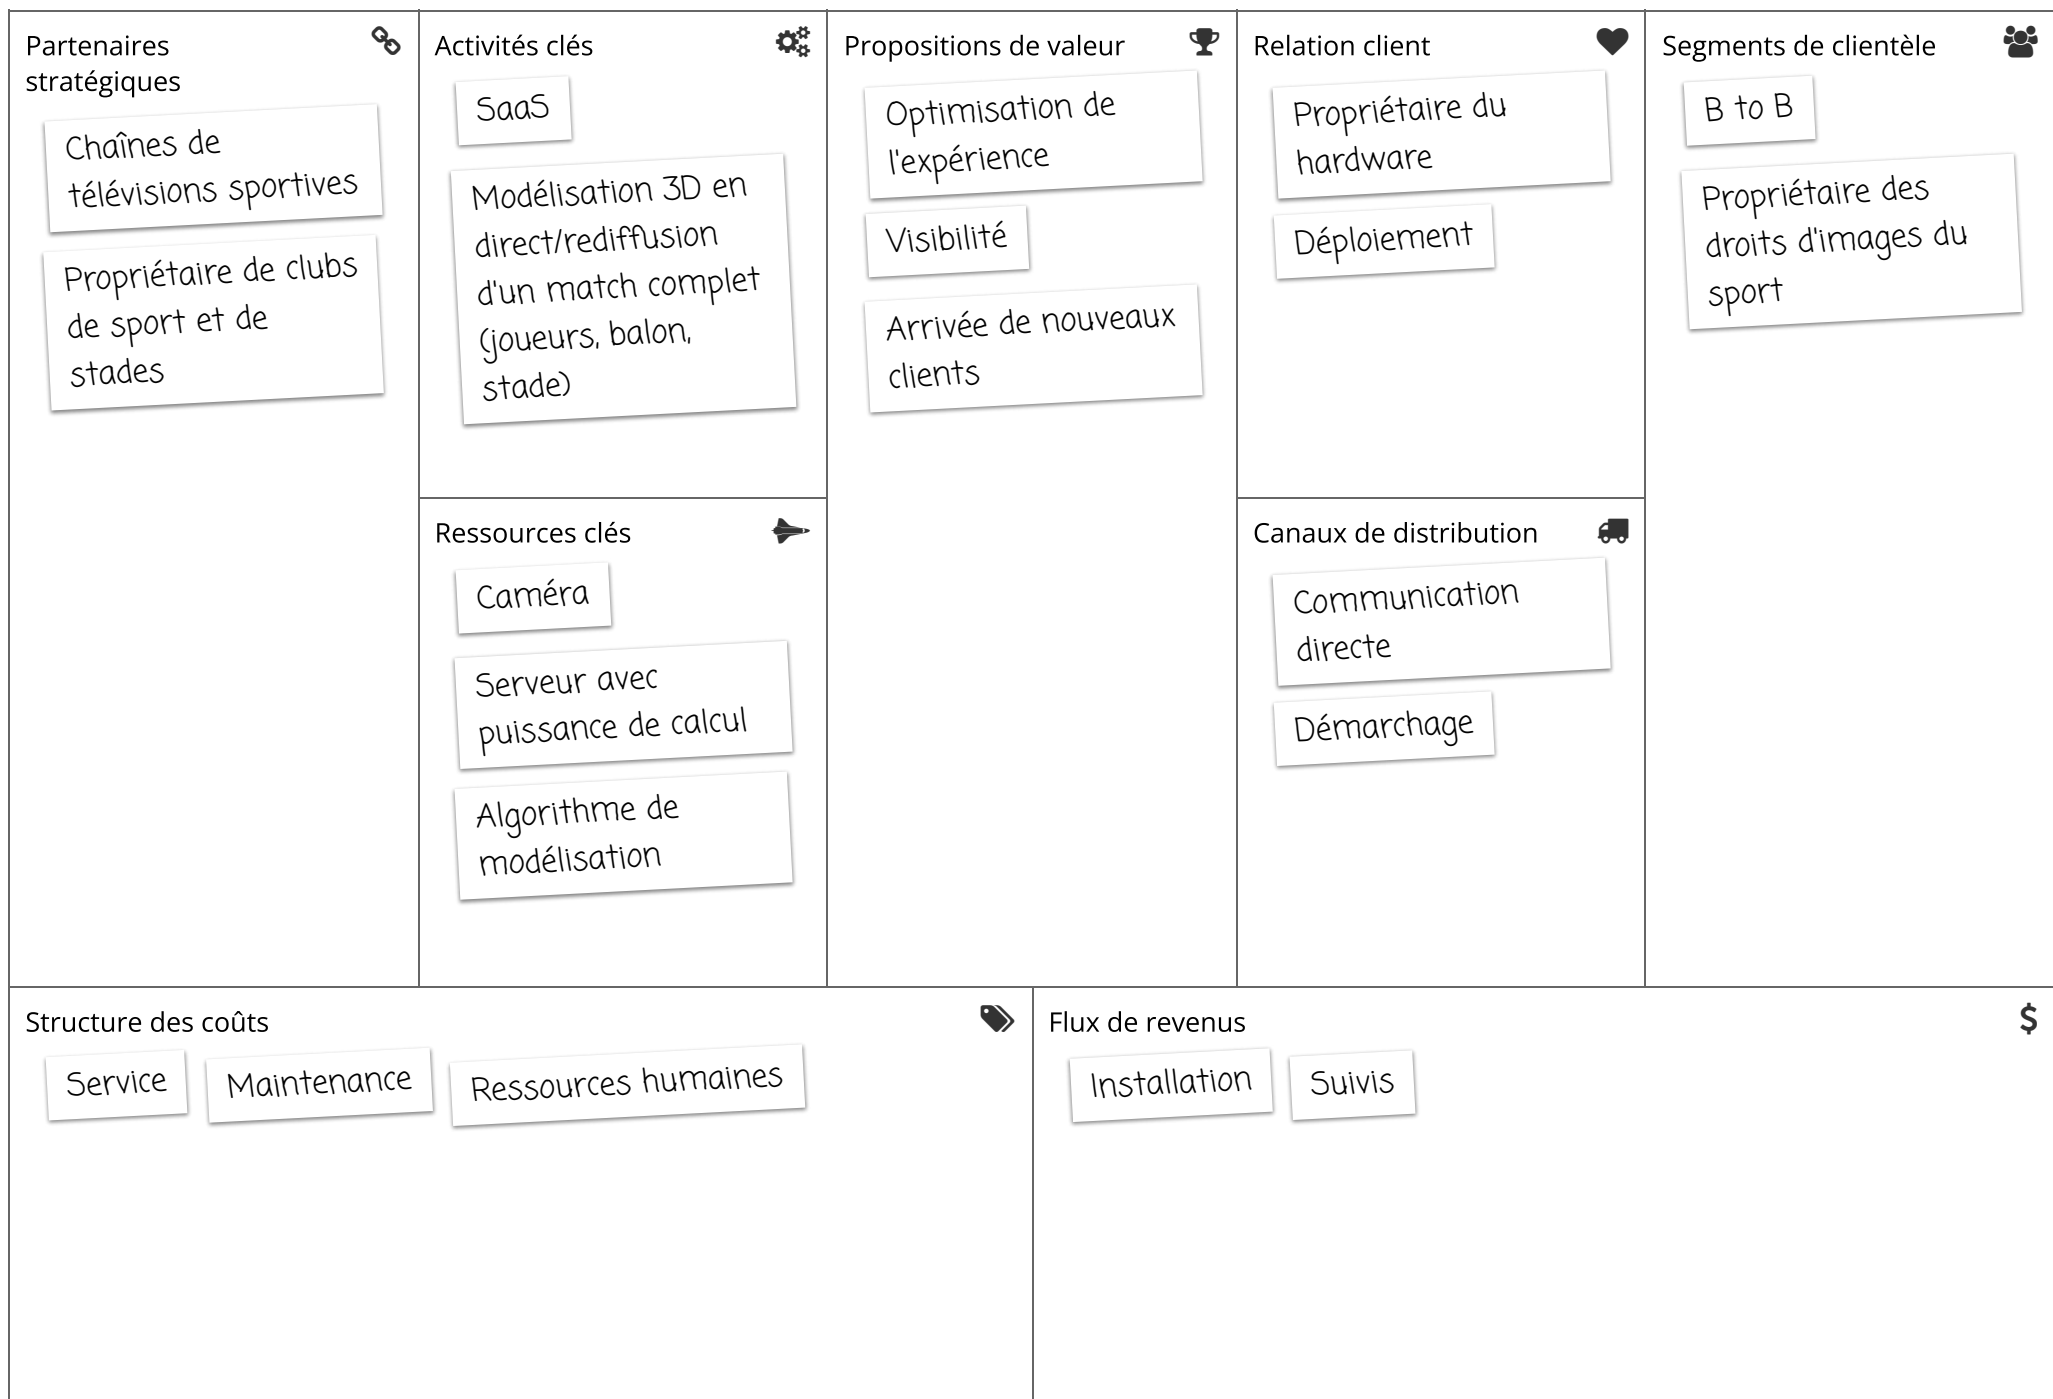 Partenaires
stratégiques
Chaînes de
télévisions sportives
Propriétaire de clubs
de sport et de
stades
Activités clés
SaaS
Modélisation 3D en
direct/rediffusion
d'un match complet
(joueurs, balon,
stade)
Ressources clés
Caméra
Serveur avec
puissance de calcul
Algorithme de
modélisation
Propositions de valeur
Optimisation de
l'expérience
Visibilité
Arrivée de nouveaux
clients
Relation client
Propriétaire du
hardware
Déploiement
Canaux de distribution
Communication
directe
Démarchage
Segments de clientèle
B to B
Propriétaire des
droits d'images du
sport
Structure des coûts
Service
Maintenance
Ressources humaines
Flux de revenus
Installation
Suivis